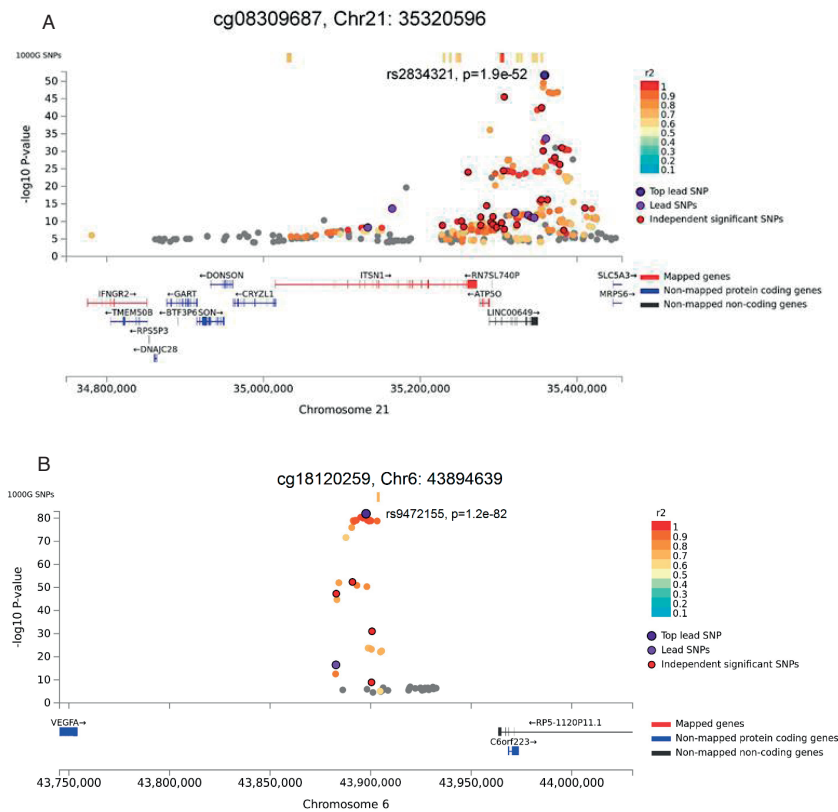 A
cg08309687, Chr21: 35320596
1000G SNPs
rs2834321, p=1.9e-52
-log10 P-value
50
45
40
35
30
25
20
15
10
5
0
r2
1
0.9
0.8
0.7
0.6
0.5
0.4
0.3
0.2
0.1
Top lead SNP
Lead SNPs
Independent significant SNPs
←DONSON
ITSN1→
←RN7SL740P
SLC5A3→
IFNGR2→
←GART
←CRYZL1
←ATP5O
MRPS6→
←TMEM50B
←BTF3P6
SON→
LINC00649→
←RPS5P3
←DNAJC28
Mapped genes
Non-mapped protein coding genes
Non-mapped non-coding genes
34,800,000
35,000,000
35,200,000
35,400,000
Chromosome 21
B
cg18120259, Chr6: 43894639
1000G SNPs
rs9472155, p=1.2e-82
-log10 P-value
80
70
60
50
40
30
20
10
0
r2
1
0.9
0.8
0.7
0.6
0.5
0.4
0.3
0.2
0.1
Top lead SNP
Lead SNPs
Independent significant SNPs
VEGFA→
←RP5-1120P11.1
C6orf223→
Mapped genes
Non-mapped protein coding genes
Non-mapped non-coding genes
43,750,000
43,800,000
43,850,000
43,900,000
43,950,000
44,000,000
Chromosome 6